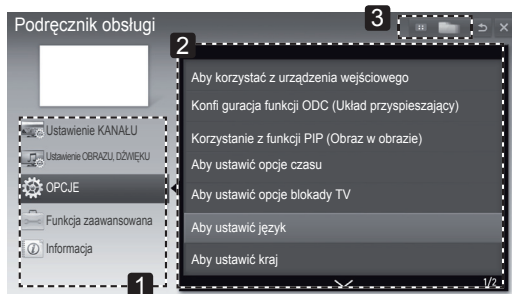 Podręcznik obsługi
3
2
Ustawienie KANAŁU
Ustawienie OBRAZU, DŹWIĘKU
OPCJE
Funkcja zaawansowana
Informacja
1
Aby korzystać z urządzenia wejściowego
Konfi guracja funkcji ODC (Układ przyspieszający)
Korzystanie z funkcji PIP (Obraz w obrazie)
Aby ustawić opcje czasu
Aby ustawić opcje blokady TV
Aby ustawić język
Aby ustawić kraj
1/2